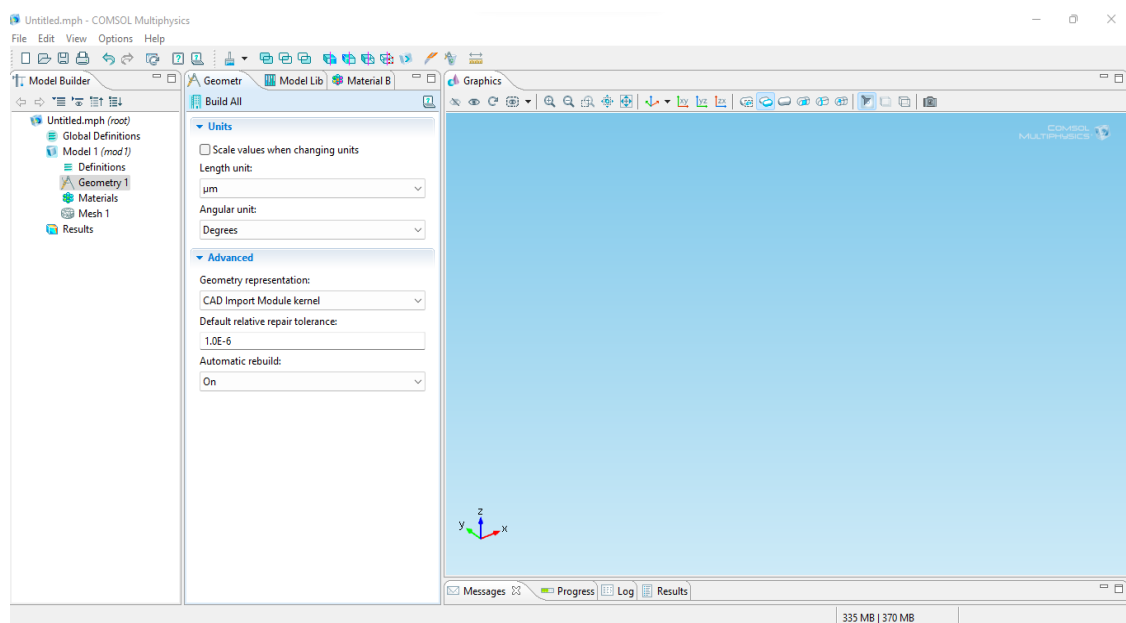 Untitled.mph - COMSOL Multiphysics
File Edit View Options Help
Model Builder
Geometr Model Lib Material B
Graphics
Build All
xy yz zx
Untitled.mph (root)
Global Definitions
Model 1 (mod1)
Definitions
Geometry 1
Materials
Mesh 1
Results
Units
Scale values when changing units
Length unit:
µm
Angular unit:
Degrees
Advanced
Geometry representation:
CAD Import Module kernel
Default relative repair tolerance:
1.0E-6
Automatic rebuild:
On
COMSOL
MULTIPHYSICS
z
y x
Messages Progress Log Results
335 MB | 370 MB